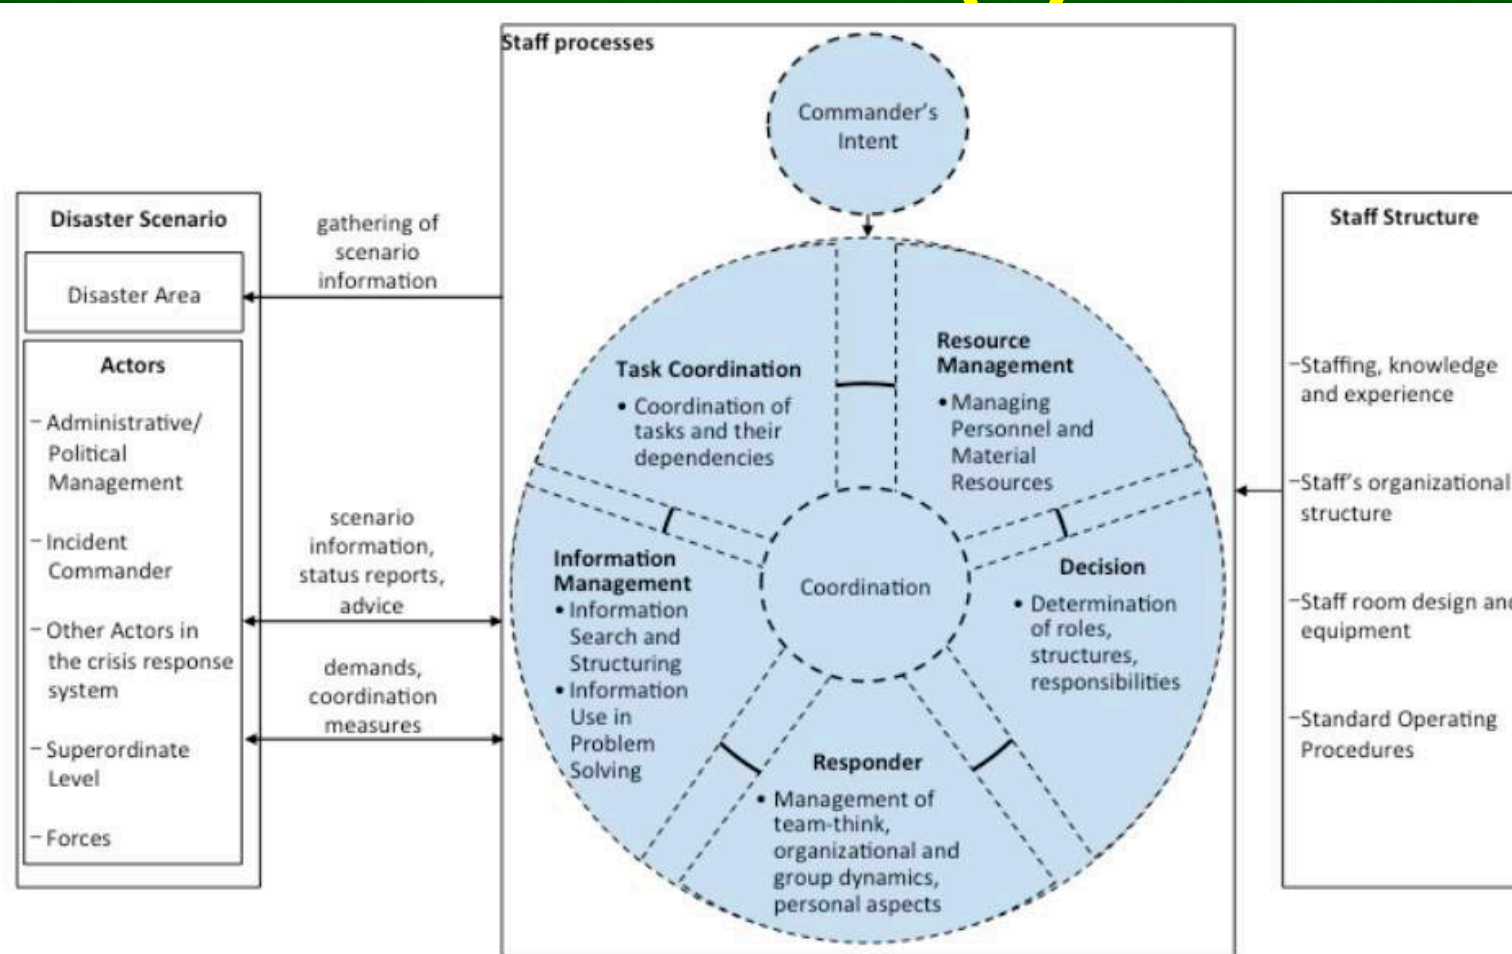 Staff processes
Commander's
Intent
Disaster Scenario
Disaster Area
Actors
– Administrative/
Political
Management
– Incident
Commander
– Other Actors in
the crisis response
system
– Superordinate
Level
– Forces
gathering of
scenario
information
scenario
information,
status reports,
advice
demands,
coordination
measures
Task Coordination
• Coordination of
tasks and their
dependencies
Resource
Management
• Managing
Personnel and
Material
Resources
Information
Management
• Information
Search and
Structuring
• Information
Use in
Problem
Solving
Coordination
Decision
• Determination
of roles,
structures,
responsibilities
Responder
• Management of
team-think,
organizational and
group dynamics,
personal aspects
Staff Structure
–Staffing, knowledge
and experience
–Staff's organizational
structure
–Staff room design and
equipment
–Standard Operating
Procedures